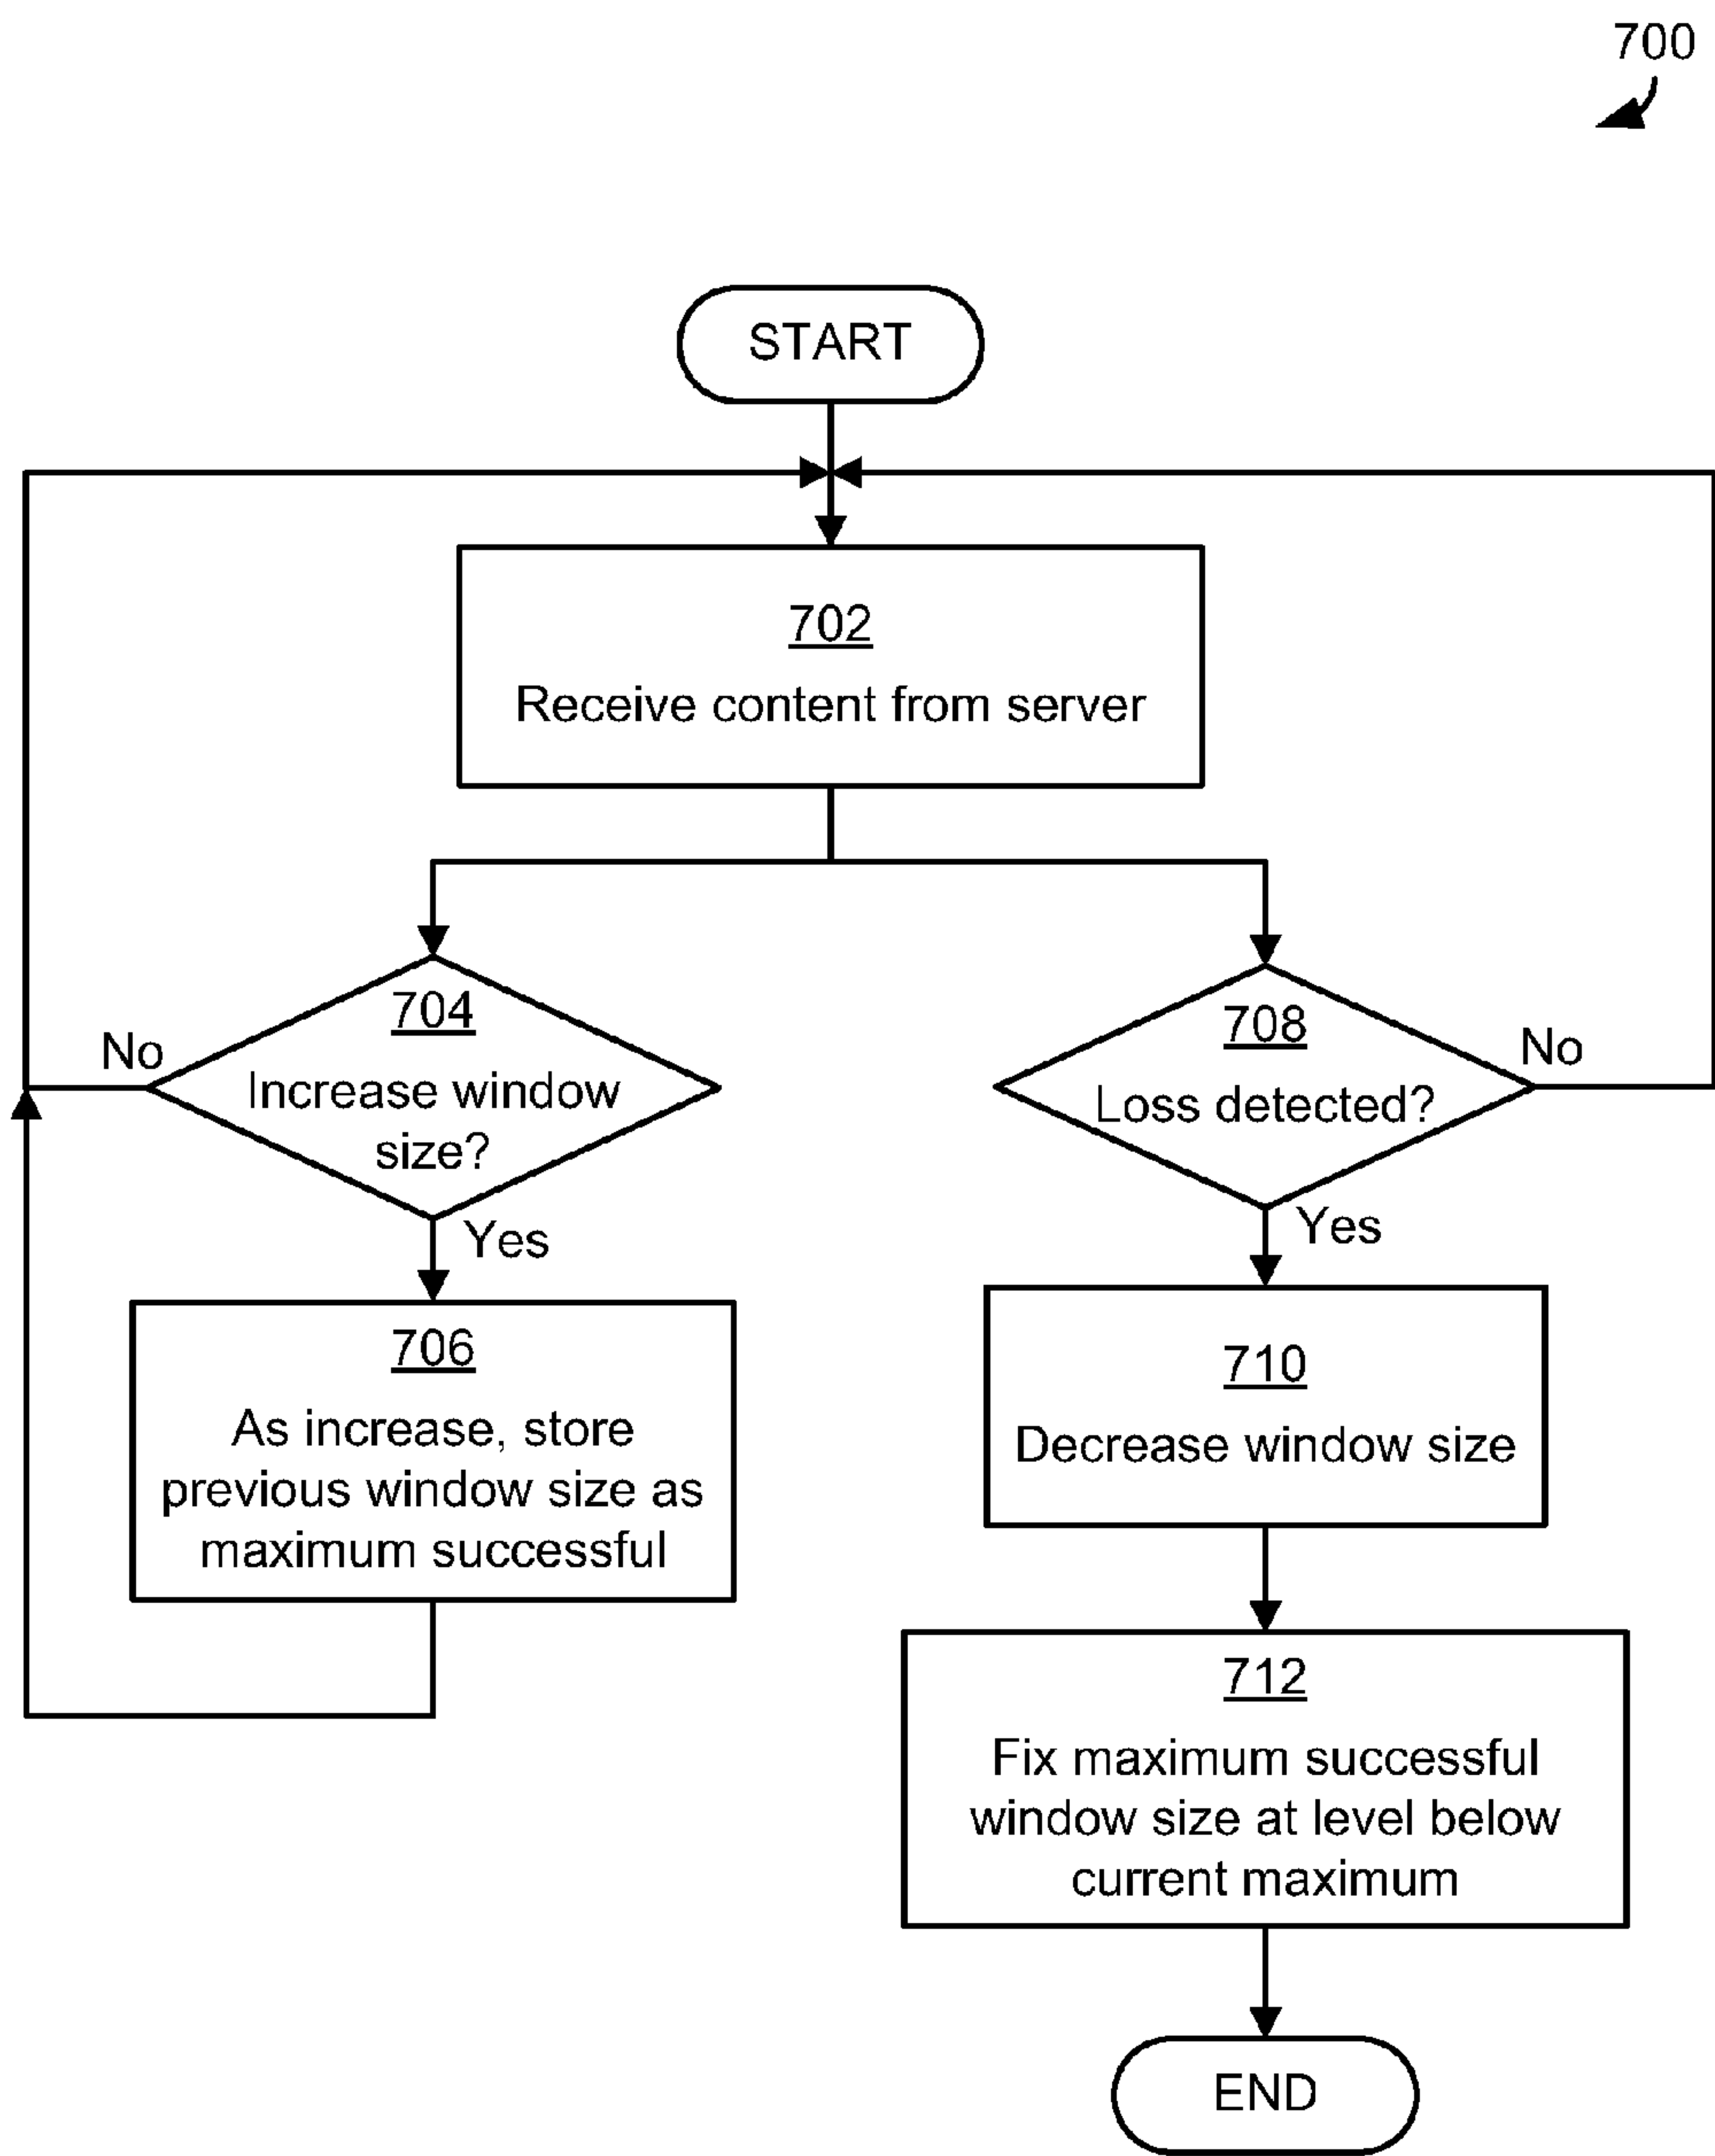 700
START
702
Receive content from server
704
Increase window
size?
No
Yes
706
As increase, store
previous window size as
maximum successful
708
Loss detected?
No
Yes
710
Decrease window size
712
Fix maximum successful
window size at level below
current maximum
END